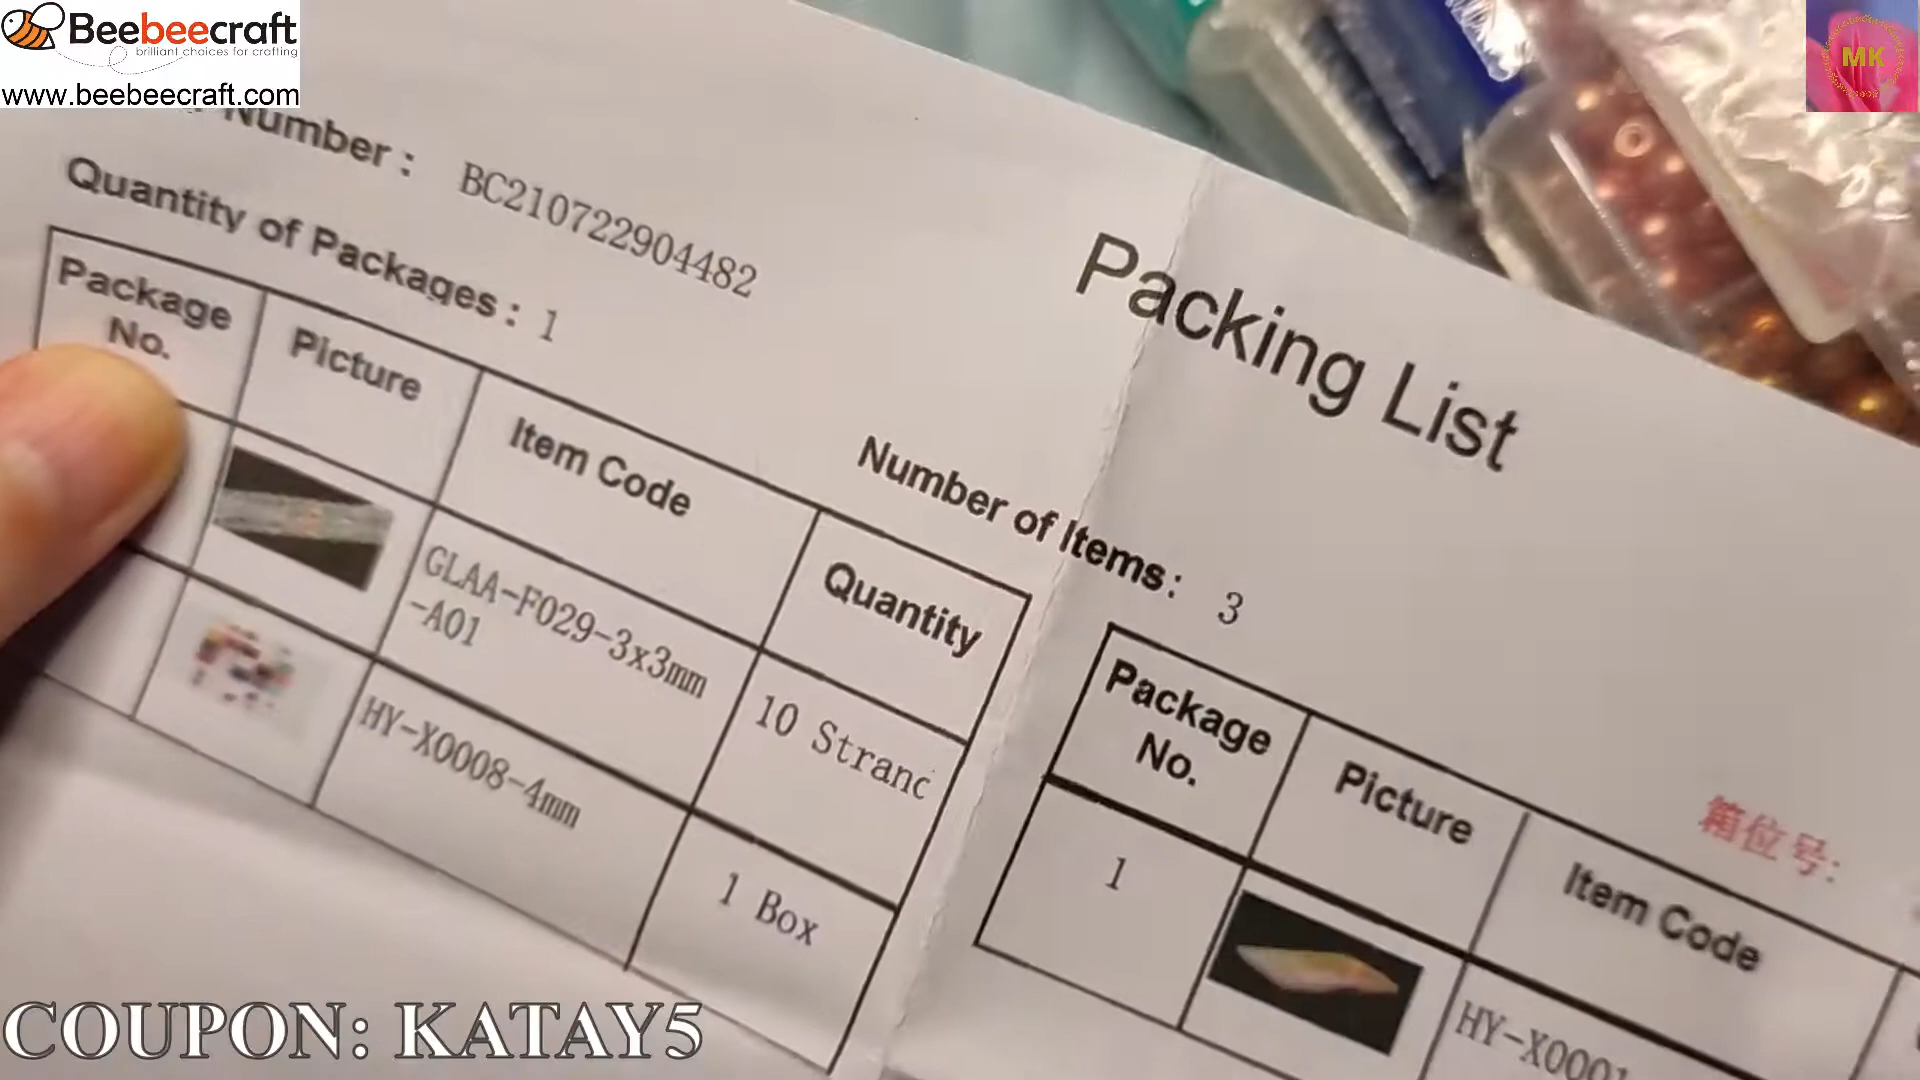 Beebeecraft
brilliant choices for crafting
www.beebeecraft.com
MK
Number :
BC210722904482
Quantity of Packages : 1
Packing List
Number of Items: 3
Package No.
Picture
Item Code
Quantity
GLAA-F029-3x3mm
-A01
10 Stranc
HY-X0008-4mm
1 Box
Package No.
Picture
Item Code
箱位号:
1
HY-X0001
COUPON: KATAY5